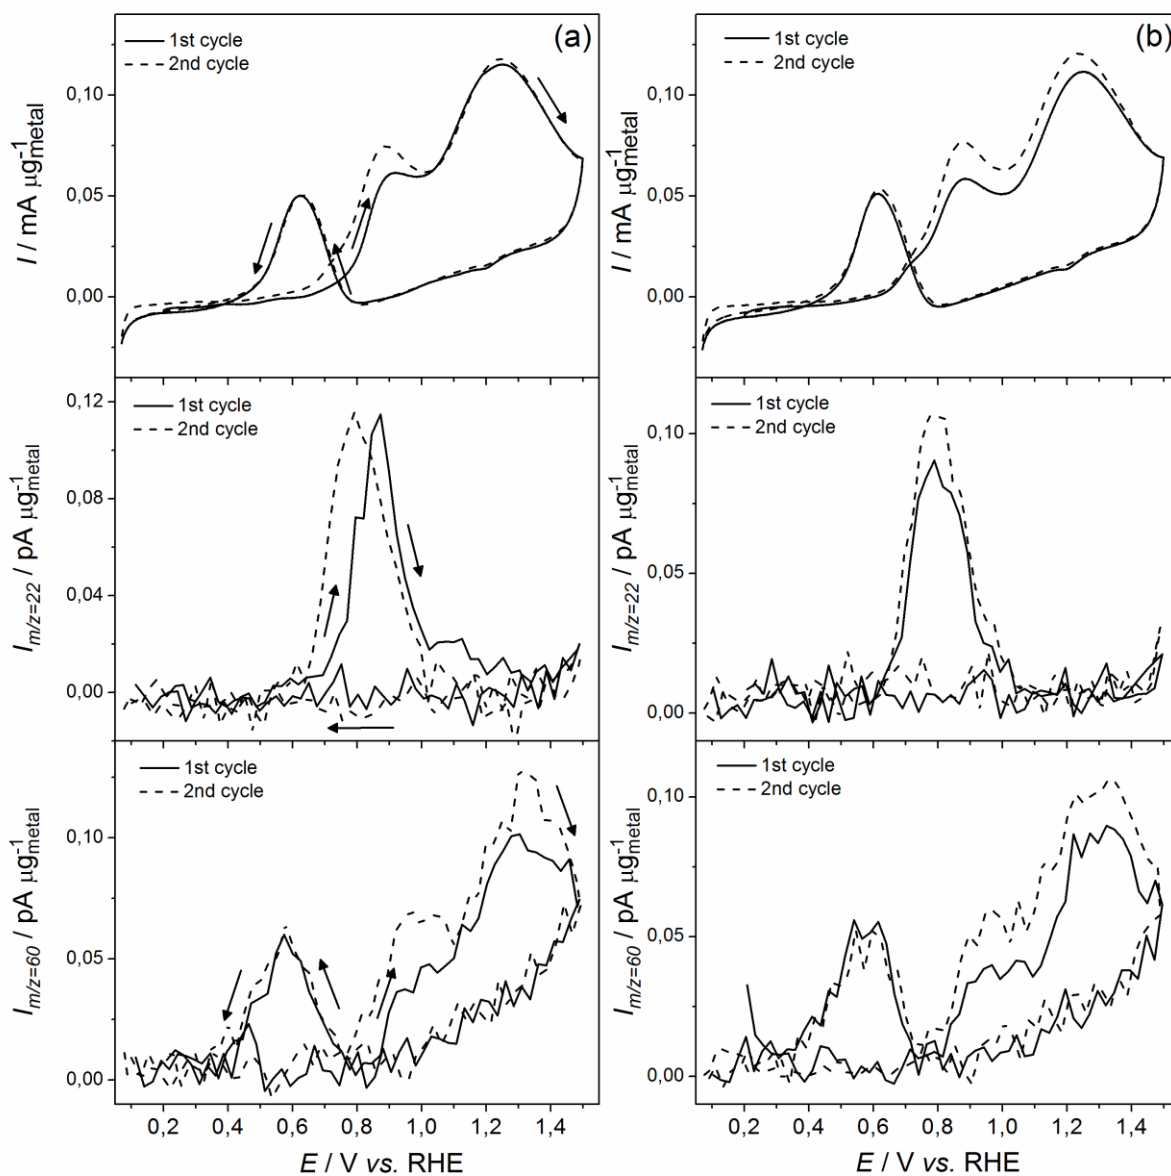 (a)
1st cycle
2nd cycle
I / mA µg⁻¹metal
0,10
0,05
0,00
1st cycle
2nd cycle
I m/z=22 / pA µg⁻¹metal
0,12
0,08
0,04
0,00
1st cycle
2nd cycle
I m/z=60 / pA µg⁻¹metal
0,10
0,05
0,00
0,2 0,4 0,6 0,8 1,0 1,2 1,4
E / V vs. RHE
(b)
1st cycle
2nd cycle
I / mA µg⁻¹metal
0,10
0,05
0,00
1st cycle
2nd cycle
I m/z=22 / pA µg⁻¹metal
0,10
0,05
0,00
1st cycle
2nd cycle
I m/z=60 / pA µg⁻¹metal
0,10
0,05
0,00
0,2 0,4 0,6 0,8 1,0 1,2 1,4
E / V vs. RHE